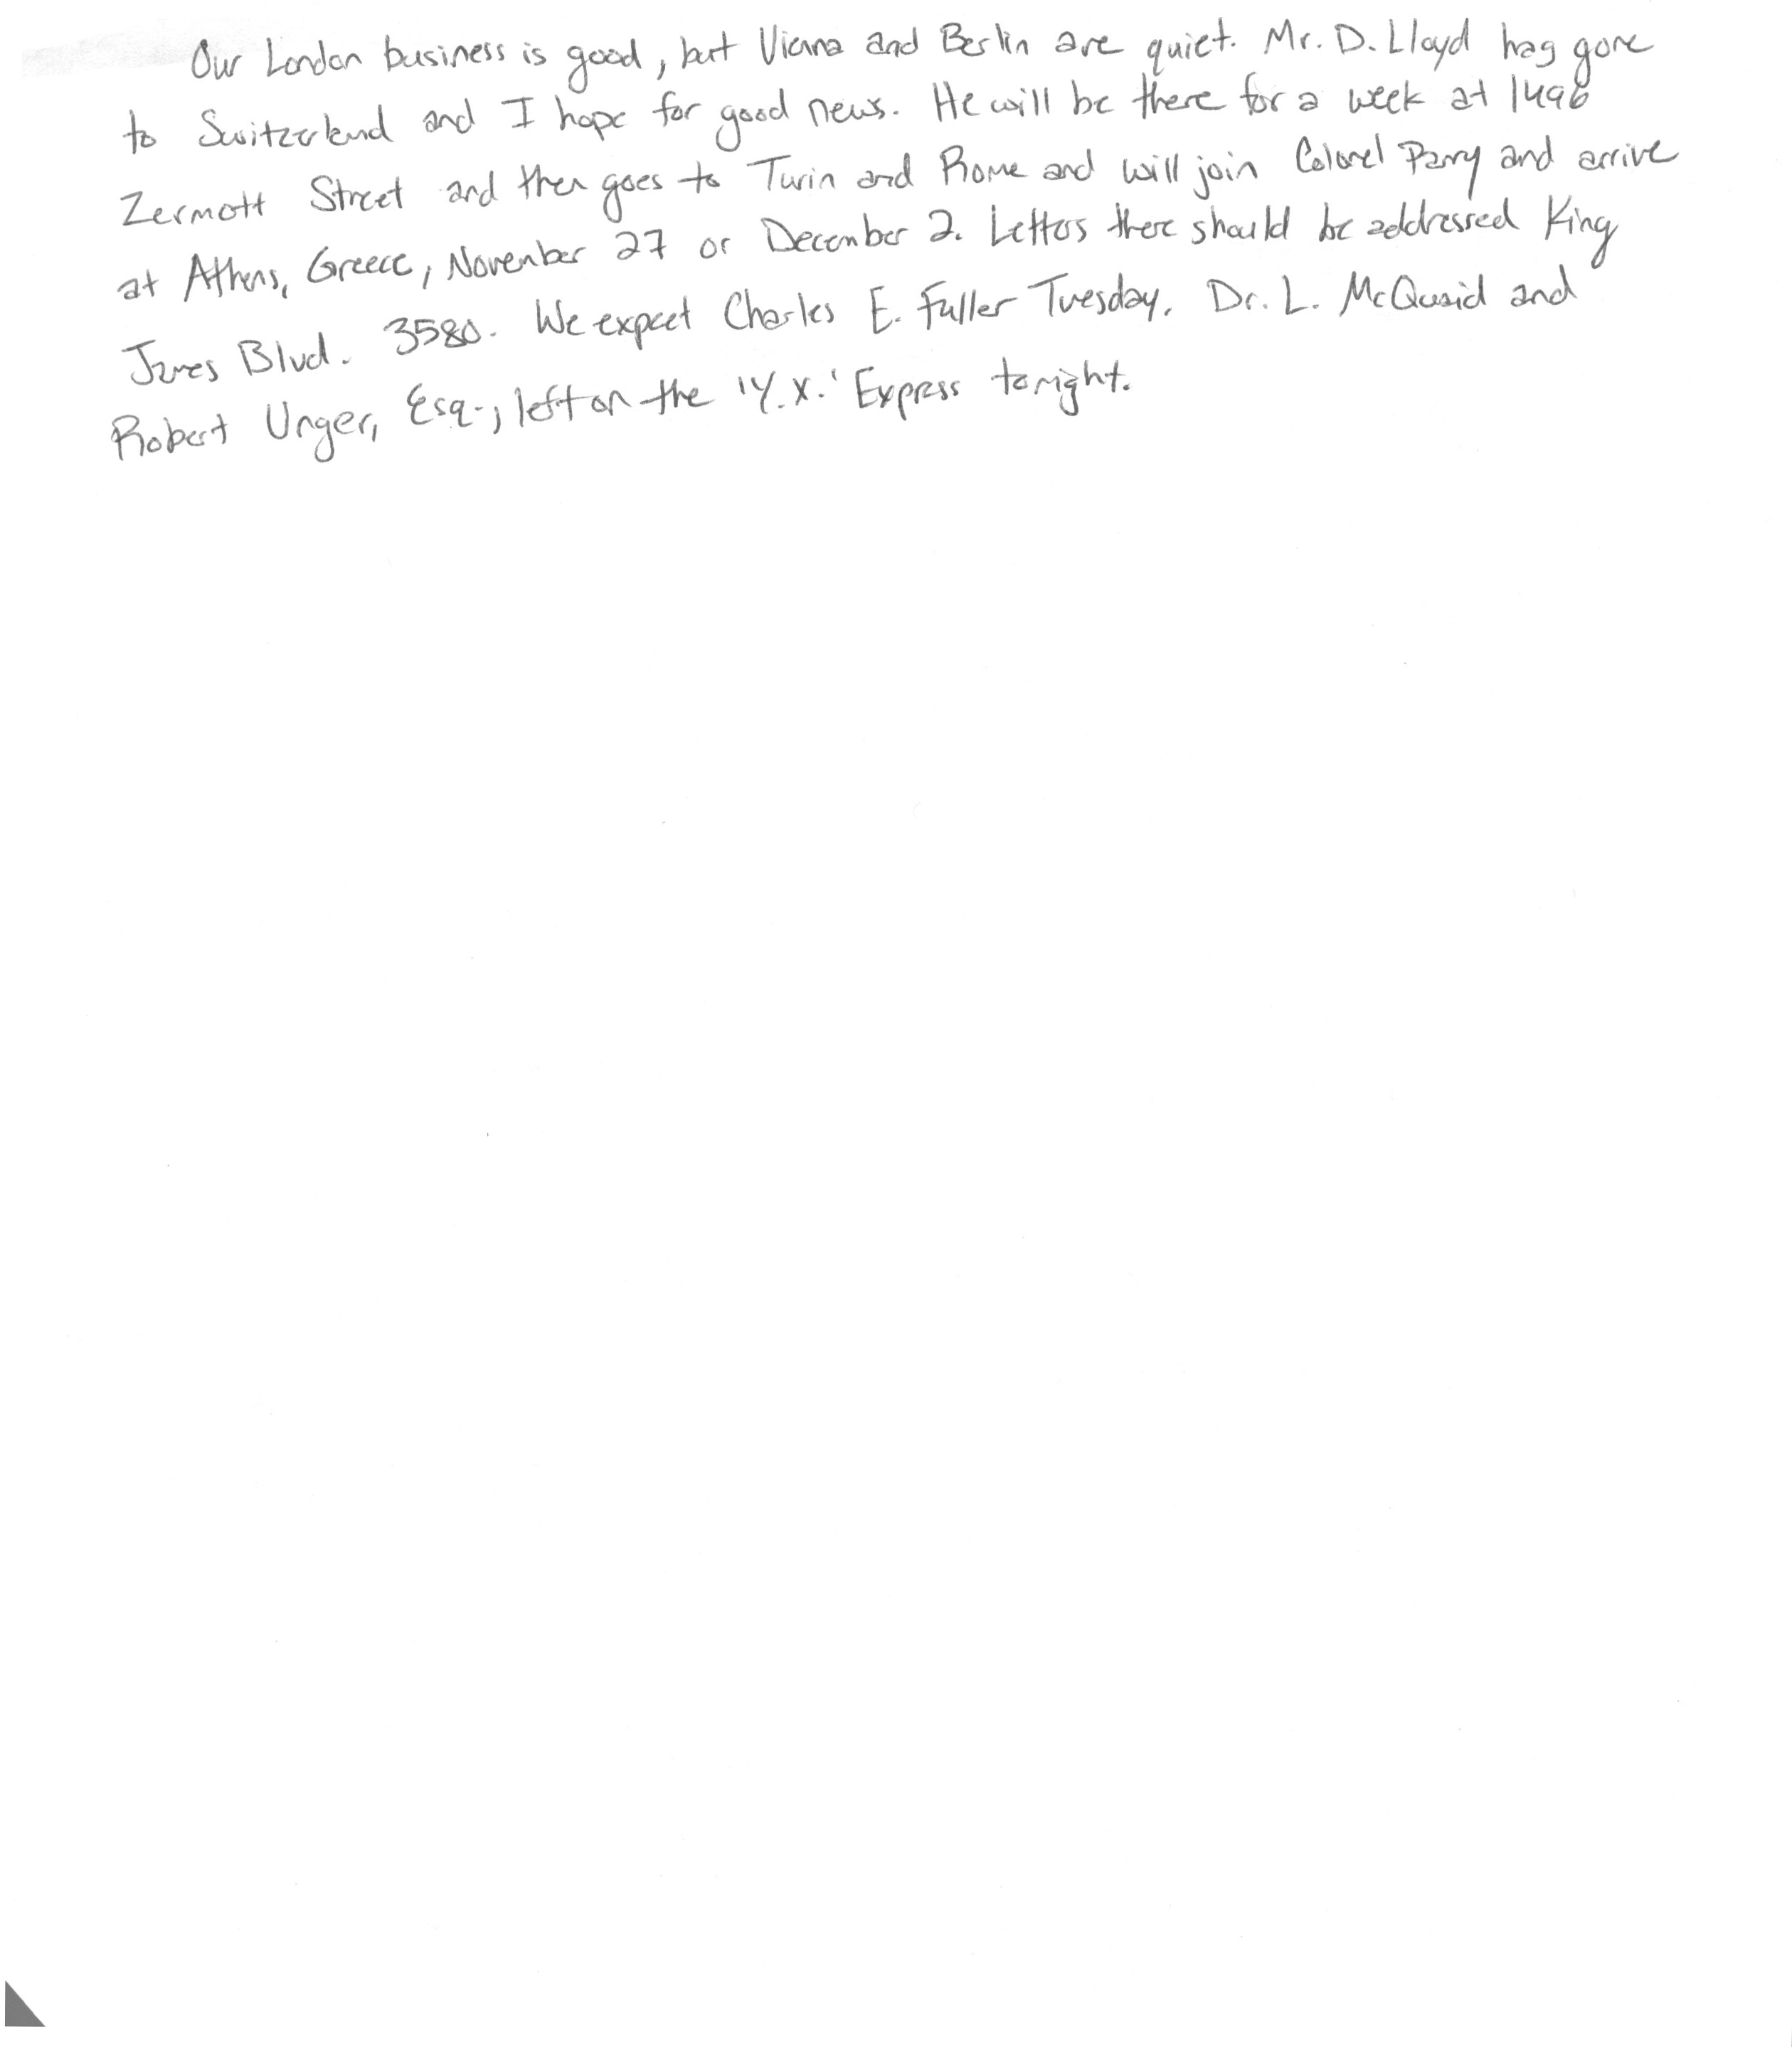 Our London business is good, but Vienna and Berlin are quiet. Mr. D. Lloyd has gone
to Switzerland and I hope for good news. He will be there for a week at 1496
Zermott Street and then goes to Turin and Rome and will join Colonel Parry and arrive
at Athens, Greece, November 27 or December 2. Letters there should be addressed King
James Blvd. 3580. We expect Charles E. Fuller Tuesday. Dr. L. McQuaid and
Robert Unger, Esq., left on the 'Y.X.' Express tonight.